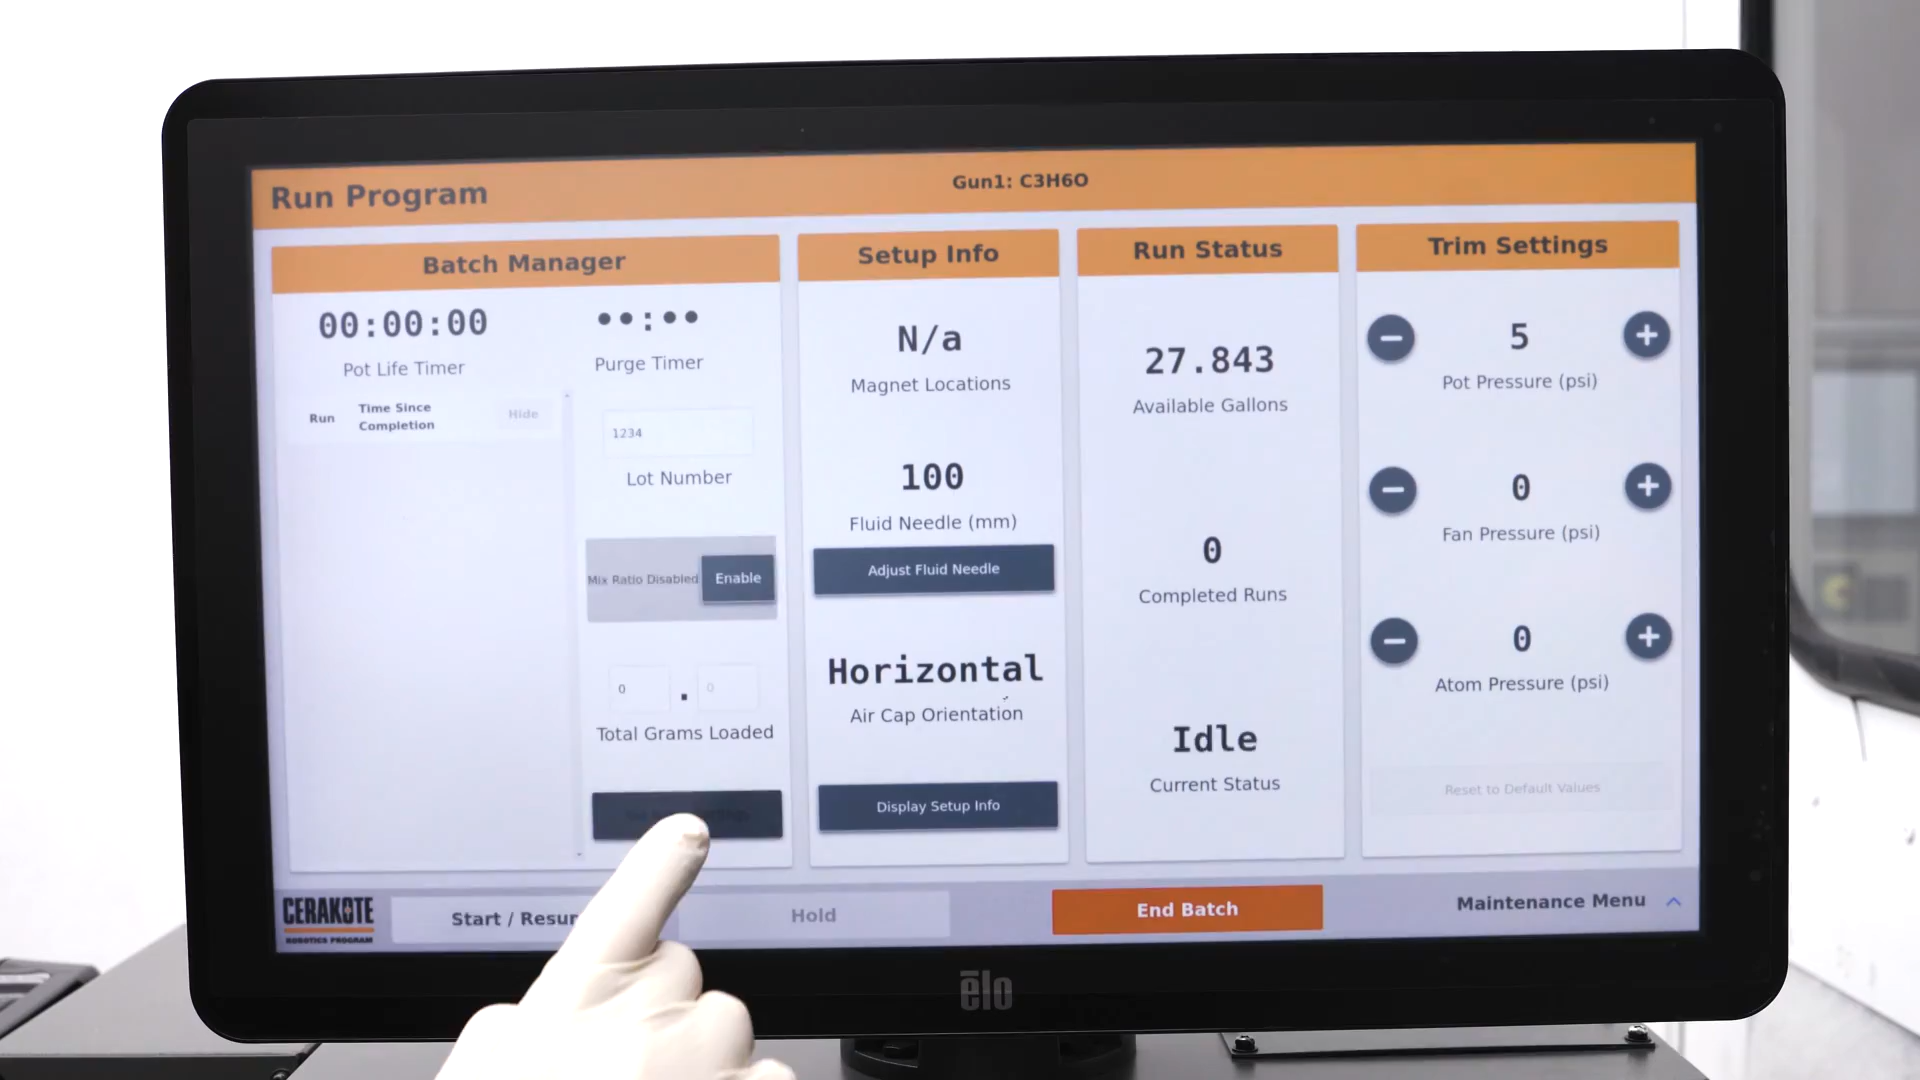 Run Program
Gun1: C3H6O
Batch Manager
00:00:00
Pot Life Timer
••:••
Purge Timer
Run
Time Since
Completion
Hide
1234
Lot Number
Mix Ratio Disabled
Enable
0 . 0
Total Grams Loaded
Setup Info
N/a
Magnet Locations
100
Fluid Needle (mm)
Adjust Fluid Needle
Horizontal
Air Cap Orientation
Display Setup Info
Run Status
27.843
Available Gallons
0
Completed Runs
Idle
Current Status
Trim Settings
− 5 +
Pot Pressure (psi)
− 0 +
Fan Pressure (psi)
− 0 +
Atom Pressure (psi)
Reset to Default Values
CERAKOTE
ROBOTICS PROGRAM
Start / Resum
Hold
End Batch
Maintenance Menu
elo